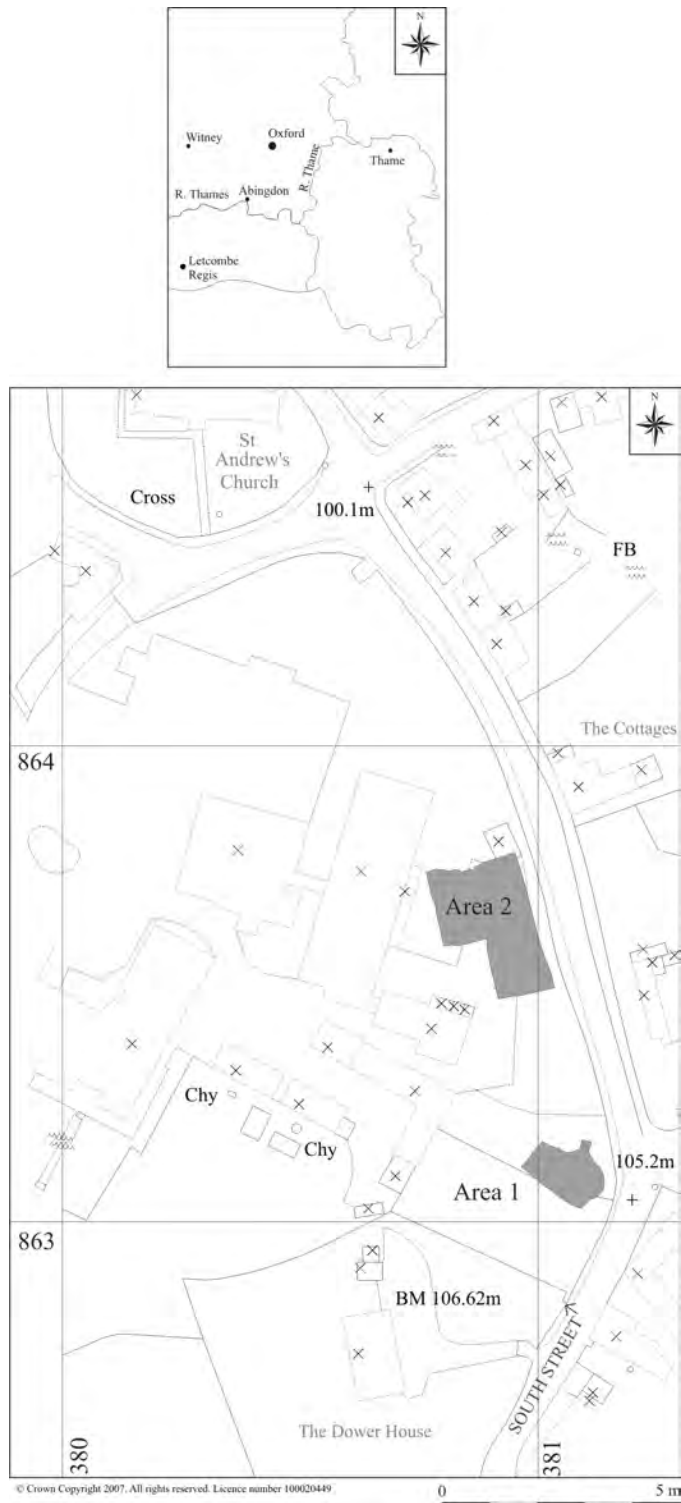 N
Witney
Oxford
R. Thame
Thame
R. Thames
Abingdon
Letcombe
Regis
N
St
Andrew's
Church
Cross
100.1m
FB
The Cottages
864
Area 2
Chy
Chy
105.2m
Area 1
863
BM 106.62m
SOUTH STREET
The Dower House
380
381
© Crown Copyright 2007. All rights reserved. Licence number 100020449
0
5 m